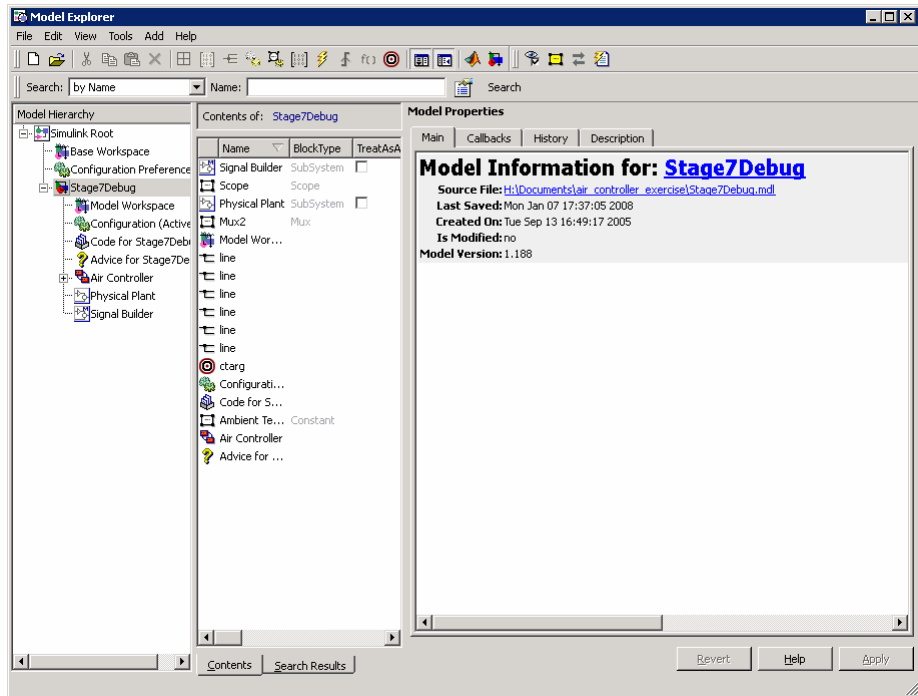 Model Explorer
File Edit View Tools Add Help
Search: by Name Name: Search
Model Hierarchy
Simulink Root
Base Workspace
Configuration Preference
Stage7Debug
Model Workspace
Configuration (Active
Code for Stage7Deb
Advice for Stage7De
Air Controller
Physical Plant
Signal Builder
Contents of: Stage7Debug
Name BlockType TreatAsA
Signal Builder SubSystem
Scope Scope
Physical Plant SubSystem
Mux2 Mux
Model Wor...
line
line
line
line
line
line
ctarg
Configurati...
Code for S...
Ambient Te... Constant
Air Controller
Advice for ...
Contents Search Results
Model Properties
Main Callbacks History Description
Model Information for: Stage7Debug
Source File: H:\Documents\air_controller_exercise\Stage7Debug.mdl
Last Saved: Mon Jan 07 17:37:05 2008
Created On: Tue Sep 13 16:49:17 2005
Is Modified: no
Model Version: 1.188
Revert Help Apply